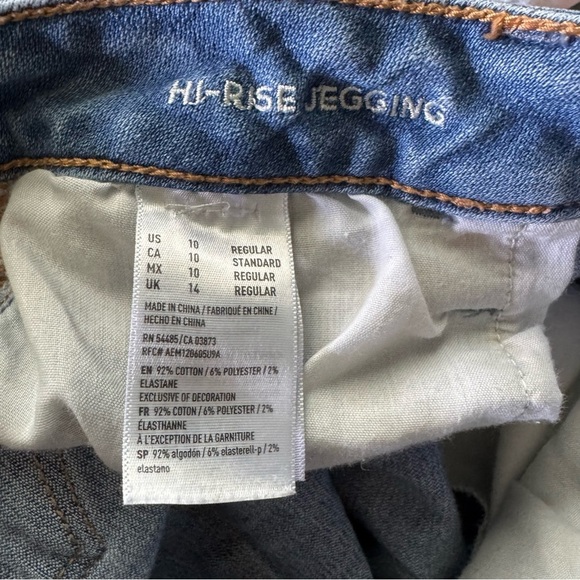 HI-RISE JEGGING
US 10 REGULAR
CA 10 STANDARD
MX 10 REGULAR
UK 14 REGULAR
MADE IN CHINA / FABRIQUÉ EN CHINE /
HECHO EN CHINA
RN 54485/CA 03873
RFC# AEM120605U9A
EN 92% COTTON / 6% POLYESTER / 2%
ELASTANE
EXCLUSIVE OF DECORATION
FR 92% COTTON / 6% POLYESTER / 2%
ÉLASTHANNE
À L'EXCEPTION DE LA GARNITURE
SP 92% algodón / 6% elasterell-p / 2%
elastano